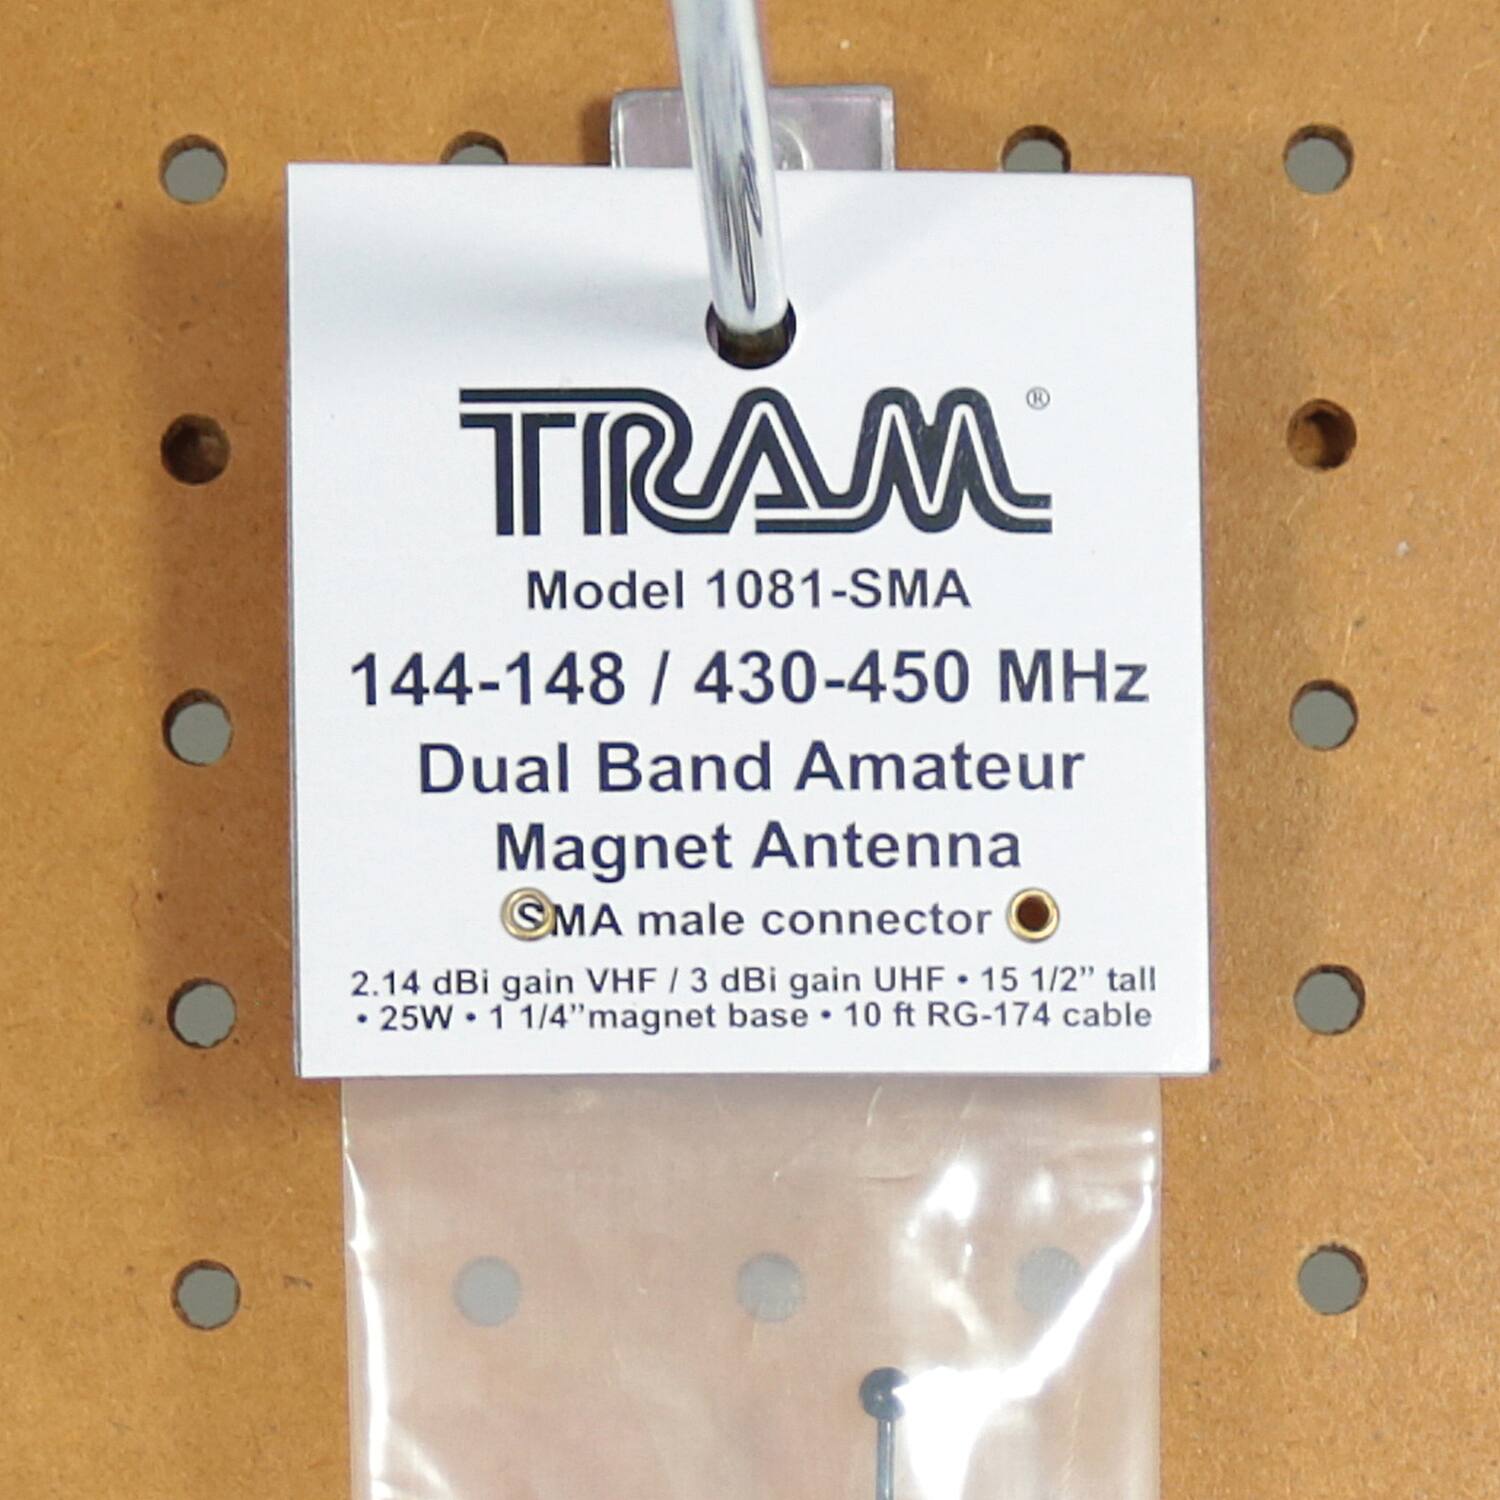 TRAM®
Model 1081-SMA
144-148 / 430-450 MHz
Dual Band Amateur
Magnet Antenna
SMA male connector
2.14 dBi gain VHF / 3 dBi gain UHF • 15 1/2” tall
• 25W • 1 1/4”magnet base • 10 ft RG-174 cable